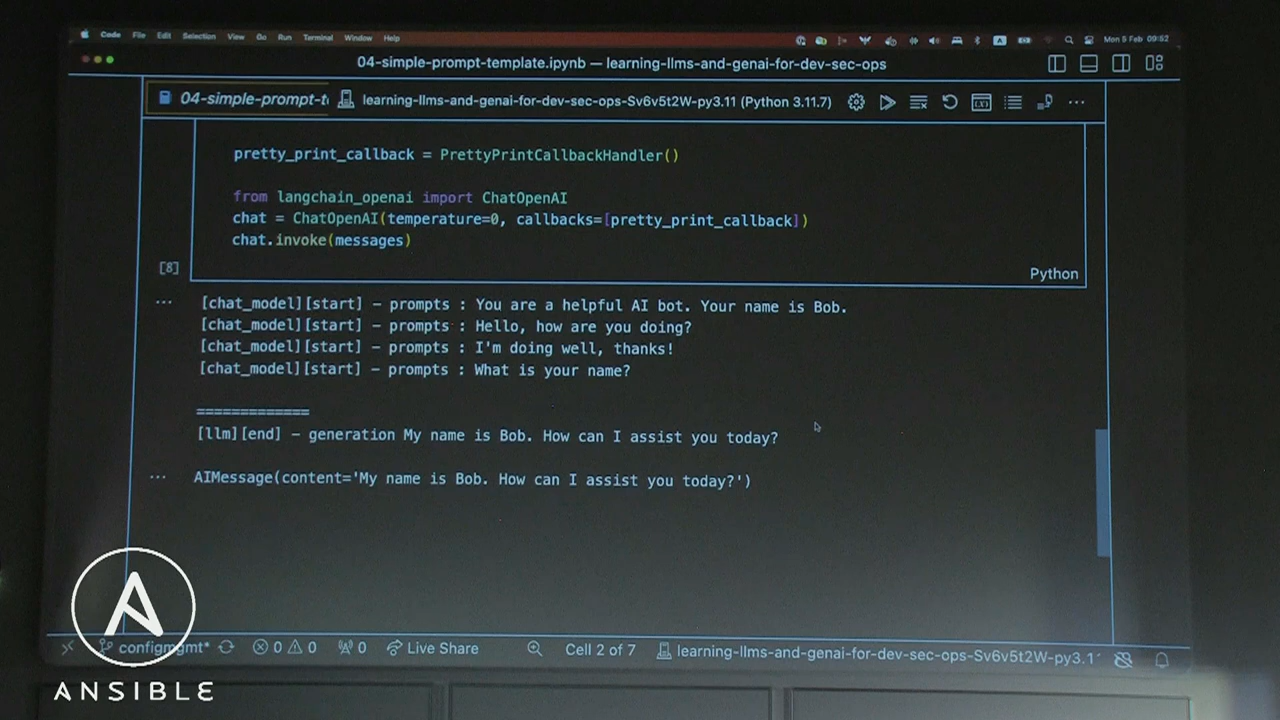 Code File Edit Selection View Go Run Terminal Window Help A Mon 5 Feb 09:52
04-simple-prompt-template.ipynb — learning-llms-and-genai-for-dev-sec-ops
04-simple-prompt-t learning-llms-and-genai-for-dev-sec-ops-Sv6v5t2W-py3.11 (Python 3.11.7)
pretty_print_callback = PrettyPrintCallbackHandler()
from langchain_openai import ChatOpenAI
chat = ChatOpenAI(temperature=0, callbacks=[pretty_print_callback])
chat.invoke(messages)
[8]
Python
... [chat_model][start] – prompts : You are a helpful AI bot. Your name is Bob.
[chat_model][start] – prompts : Hello, how are you doing?
[chat_model][start] – prompts : I'm doing well, thanks!
[chat_model][start] – prompts : What is your name?
=============
[llm][end] – generation My name is Bob. How can I assist you today?
... AIMessage(content='My name is Bob. How can I assist you today?')
configmgmt* 0 0 0 Live Share Cell 2 of 7 learning-llms-and-genai-for-dev-sec-ops-Sv6v5t2W-py3.1
ANSIBLE